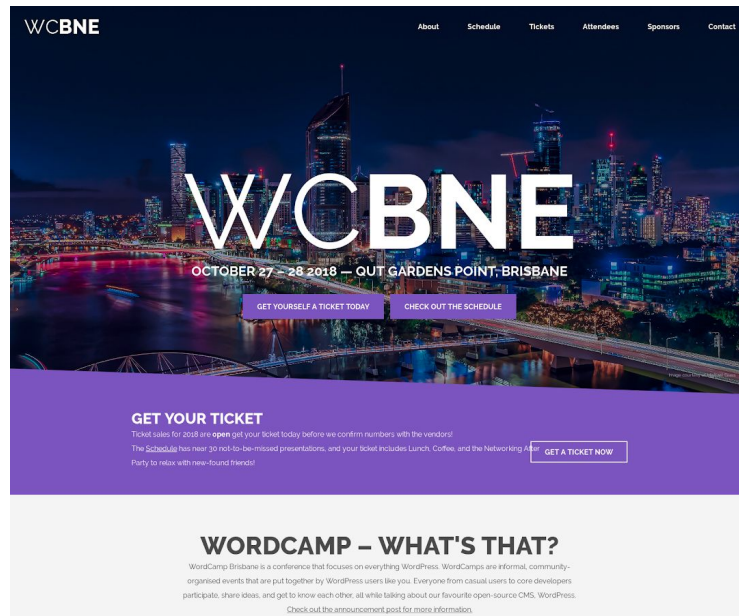 WCBNE
About Schedule Tickets Attendees Sponsors Contact
WCBNE
OCTOBER 27 – 28 2018 — QUT GARDENS POINT, BRISBANE
GET YOURSELF A TICKET TODAY
CHECK OUT THE SCHEDULE
Image courtesy of
GET YOUR TICKET
Ticket sales for 2018 are open get your ticket today before we confirm numbers with the vendors!
The Schedule has near 30 not-to-be-missed presentations, and your ticket includes Lunch, Coffee, and the Networking After
Party to relax with new-found friends!
GET A TICKET NOW
WORDCAMP – WHAT'S THAT?
WordCamp Brisbane is a conference that focuses on everything WordPress. WordCamps are informal, community-
organised events that are put together by WordPress users like you. Everyone from casual users to core developers
participate, share ideas, and get to know each other, all while talking about our favourite open-source CMS, WordPress.
Check out the announcement post for more information.